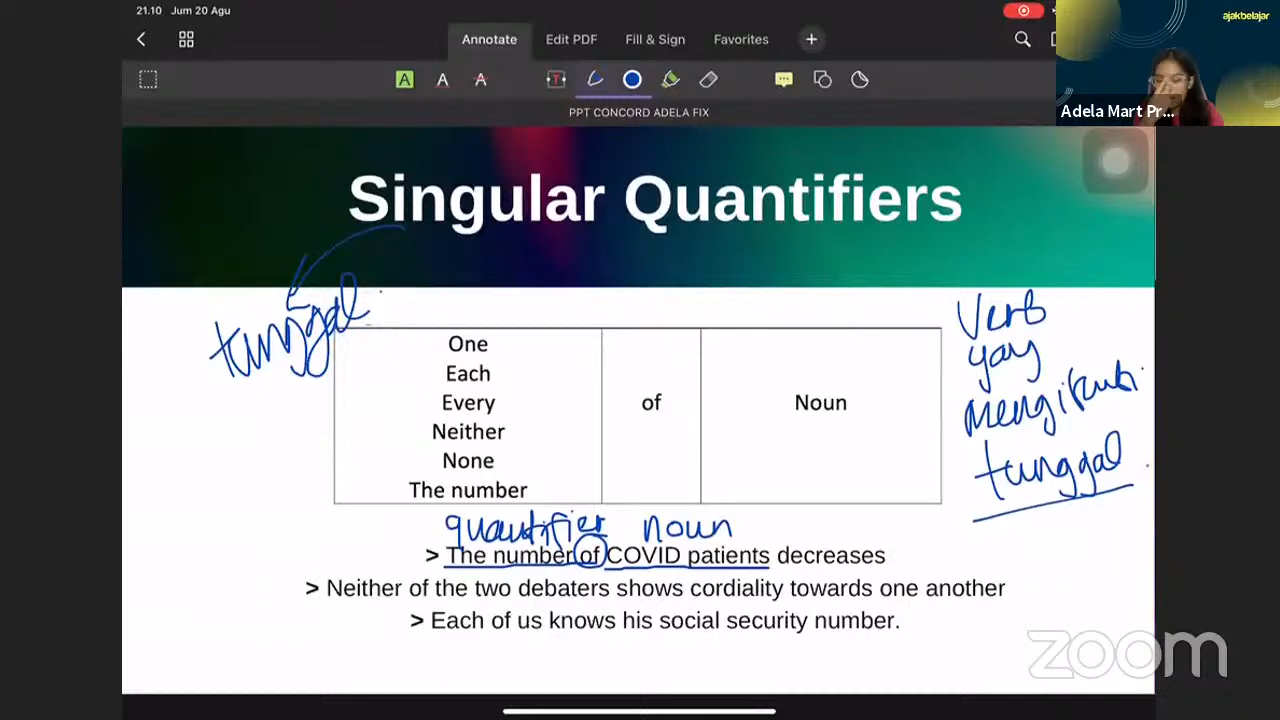 21.10 Jum 20 Agu
ajakbelajar
Annotate Edit PDF Fill & Sign Favorites +
A A A T
PPT CONCORD ADELA FIX
Adela Mart Pr...
Singular Quantifiers
tunggal
One
Each
Every
Neither
None
The number
of
Noun
Verb
yang
mengikuti
tunggal
quantifier noun
> The number of COVID patients decreases
> Neither of the two debaters shows cordiality towards one another
> Each of us knows his social security number.
zoom